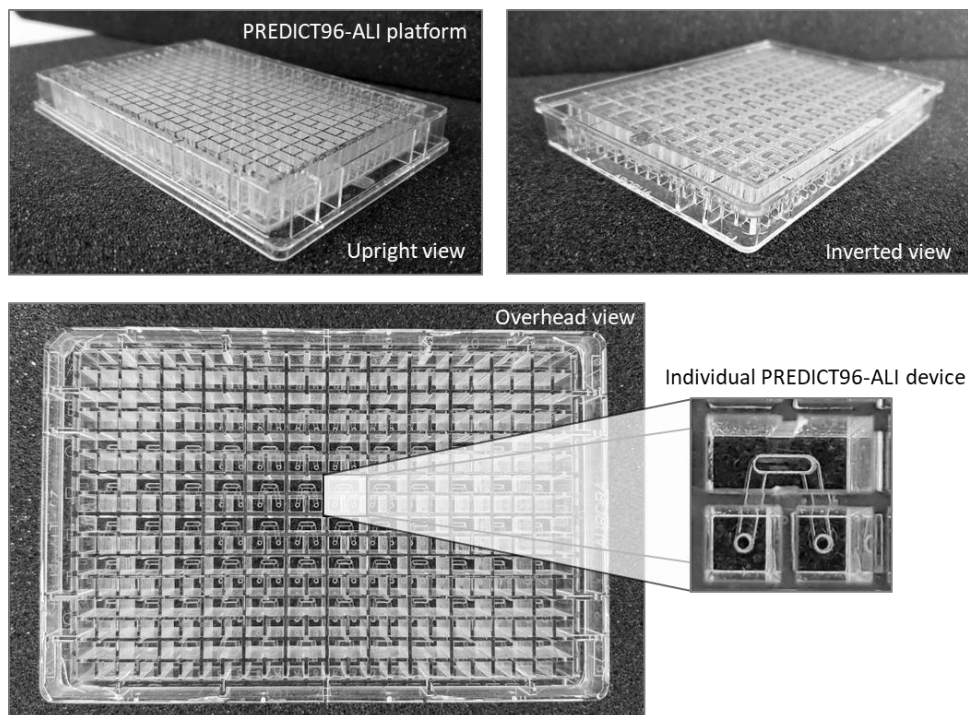 PREDICT96-ALI platform
Upright view
Inverted view
Overhead view
Individual PREDICT96-ALI device